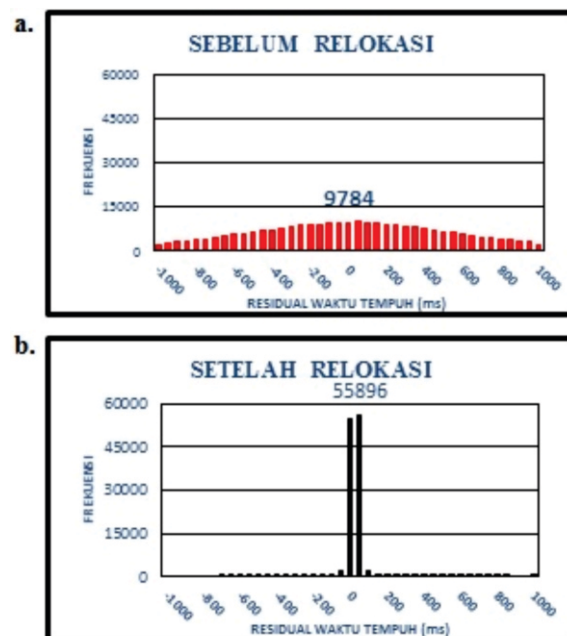 a.
SEBELUM RELOKASI
60000
45000
30000
15000
0
FREKUENSI
9784
-1000 -800 -600 -400 -200 0 200 400 600 800 1000
RESIDUAL WAKTU TEMPUH (ms)
b.
SETELAH RELOKASI
55896
60000
45000
30000
15000
0
FREKUENSI
-1000 -800 -600 -400 -200 0 200 400 600 800 1000
RESIDUAL WAKTU TEMPUH (ms)